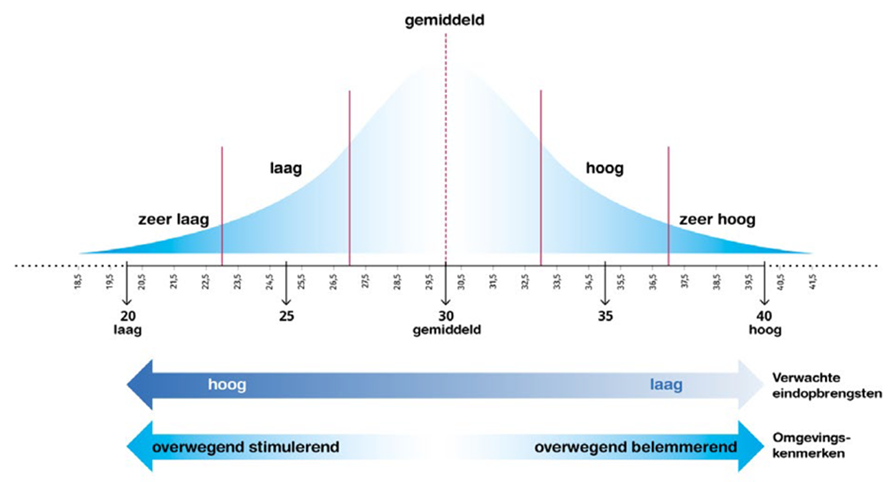 gemiddeld
laag
hoog
zeer laag
zeer hoog
18,5 19,5 20,5 21,5 22,5 23,5 24,5 25,5 26,5 27,5 28,5 29,5 30,5 31,5 32,5 33,5 34,5 35,5 36,5 37,5 38,5 39,5 40,5 41,5
20 25 30 35 40
laag gemiddeld hoog
hoog laag
Verwachte
eindopbrengsten
overwegend stimulerend overwegend belemmerend
Omgevings-
kenmerken